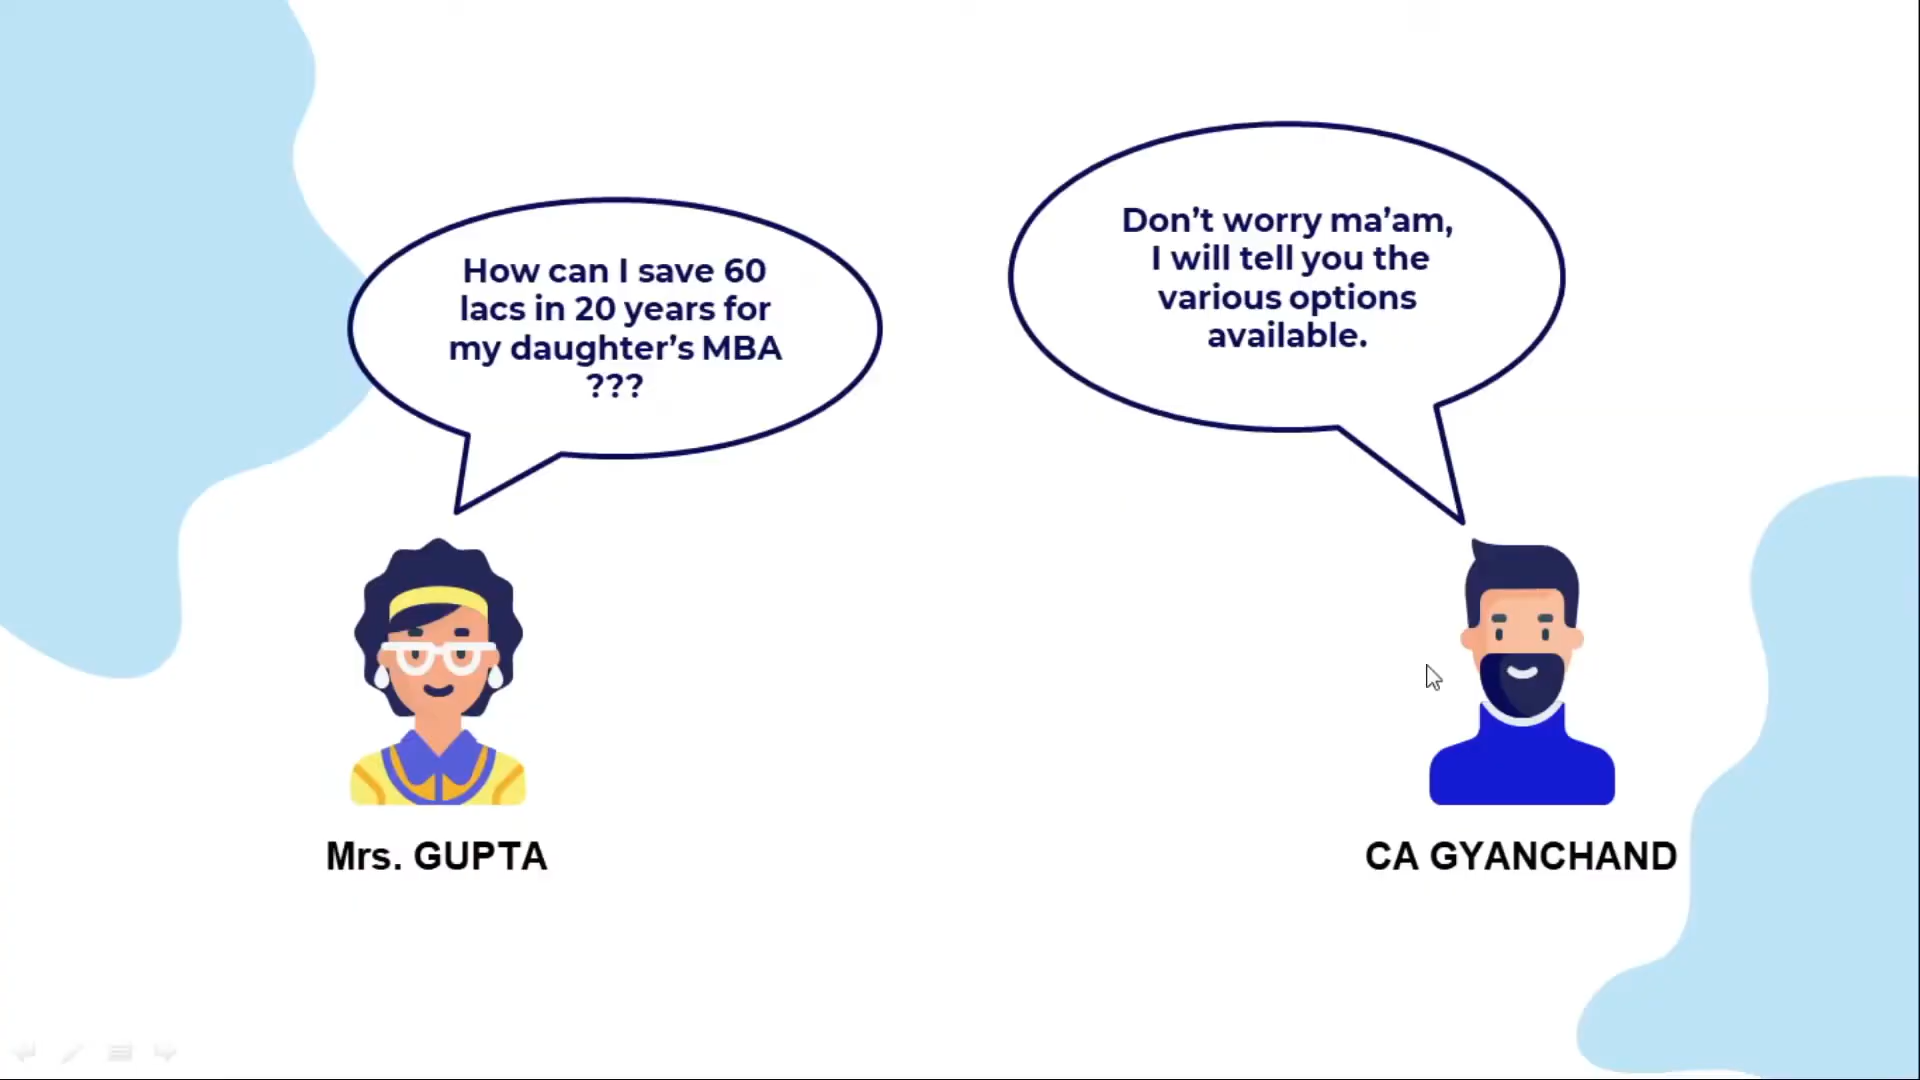 How can I save 60
lacs in 20 years for
my daughter’s MBA
???
Don’t worry ma’am,
I will tell you the
various options
available.
Mrs. GUPTA
CA GYANCHAND